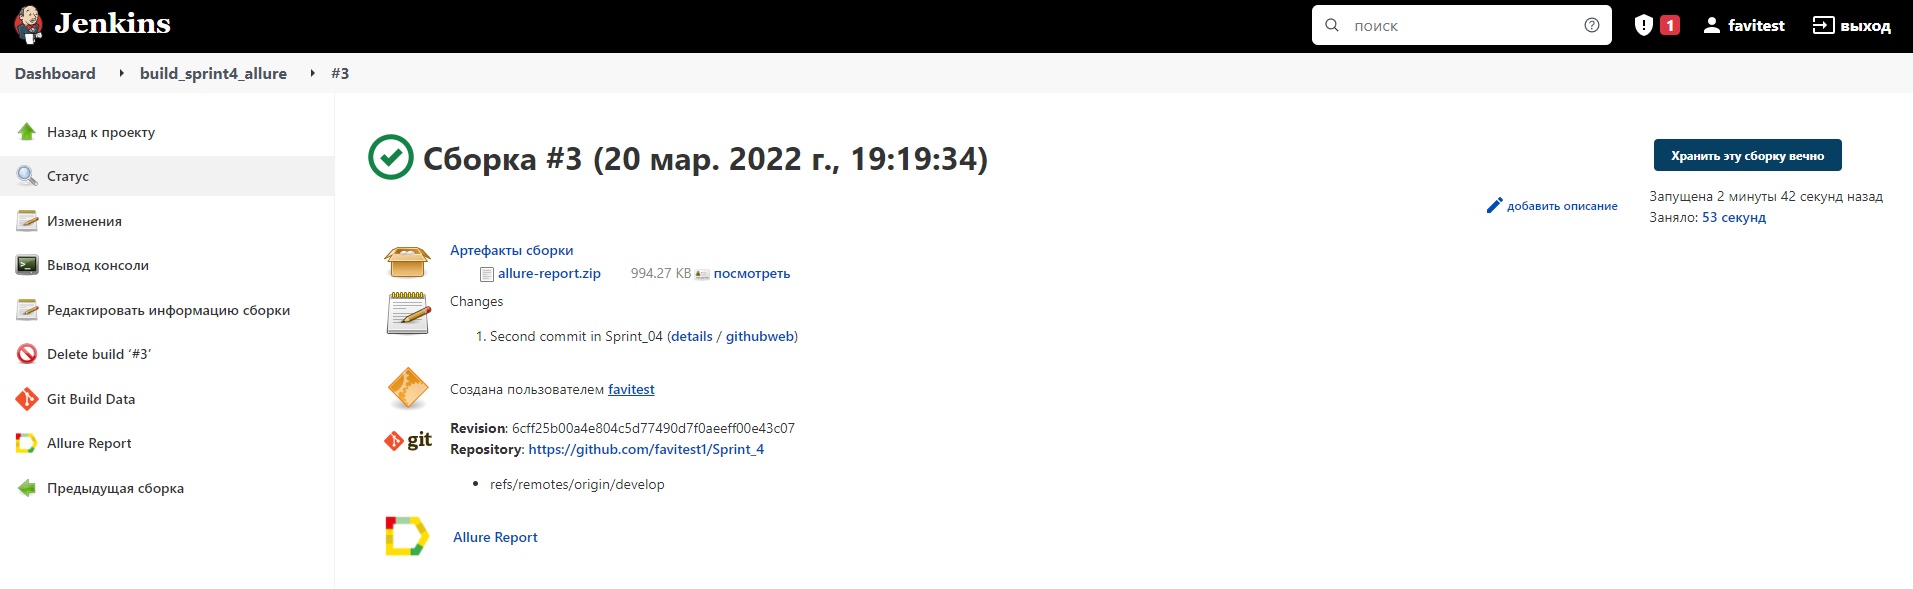 Jenkins
поиск
1
favitest
выход
Dashboard
build_sprint4_allure
#3
Назад к проекту
Статус
Изменения
Вывод консоли
Редактировать информацию сборки
Delete build ‘#3’
Git Build Data
Allure Report
Предыдущая сборка
Сборка #3 (20 мар. 2022 г., 19:19:34)
Хранить эту сборку вечно
добавить описание
Запущена 2 минуты 42 секунд назад
Заняло: 53 секунд
Артефакты сборки
allure-report.zip 994.27 KB посмотреть
Changes
1. Second commit in Sprint_04 (details / githubweb)
Создана пользователем favitest
git
Revision: 6cff25b00a4e804c5d77490d7f0aeeff00e43c07
Repository: https://github.com/favitest1/Sprint_4
• refs/remotes/origin/develop
Allure Report